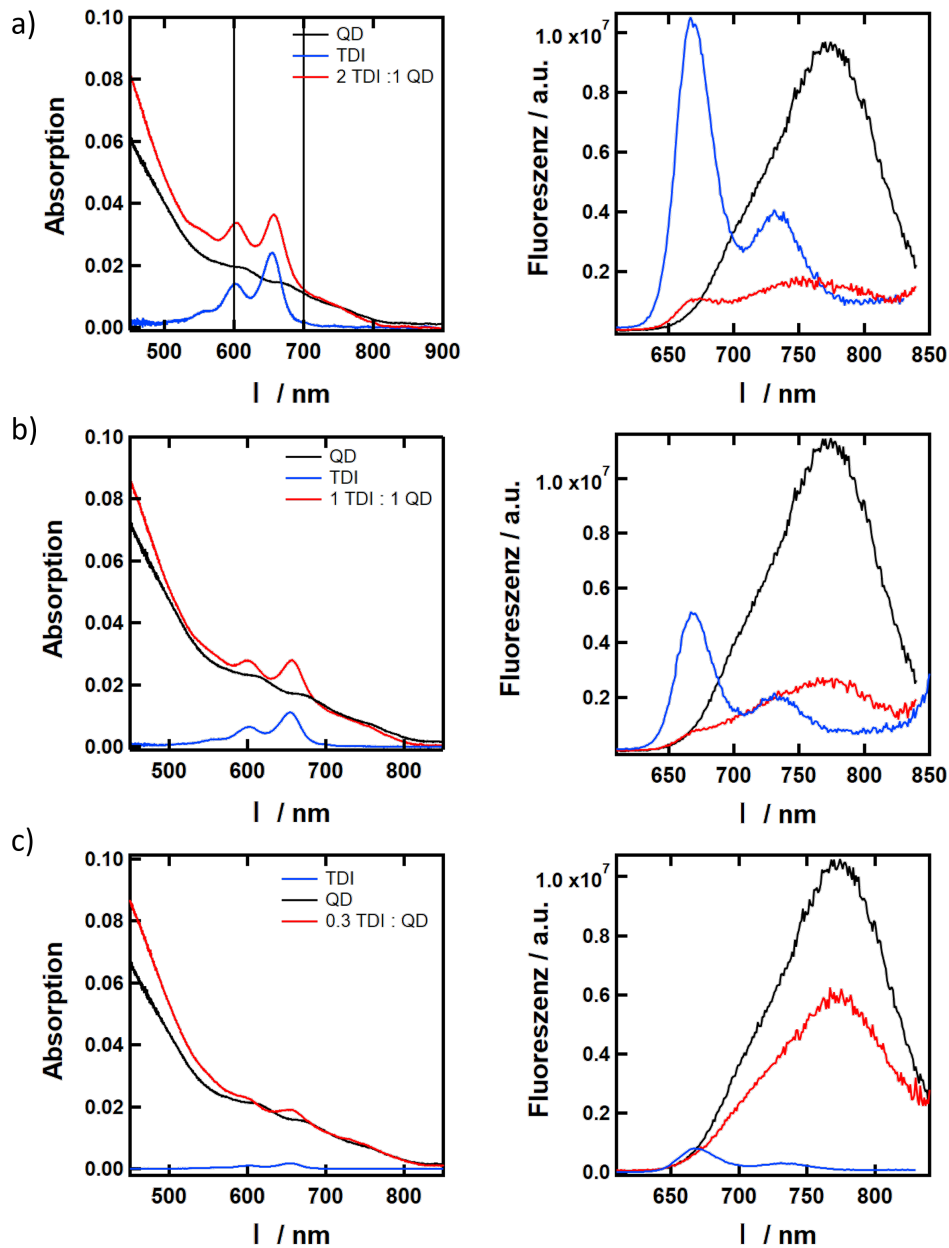 a)
0.10
0.08
0.06
0.04
0.02
0.00
Absorption
QD
TDI
2 TDI :1 QD
500 600 700 800 900
l / nm
1.0 x10⁷
0.8
0.6
0.4
0.2
Fluoreszenz / a.u.
650 700 750 800 850
l / nm
b)
0.10
0.08
0.06
0.04
0.02
0.00
Absorption
QD
TDI
1 TDI : 1 QD
500 600 700 800
l / nm
1.0 x10⁷
0.8
0.6
0.4
0.2
Fluoreszenz / a.u.
650 700 750 800 850
l / nm
c)
0.10
0.08
0.06
0.04
0.02
0.00
Absorption
TDI
QD
0.3 TDI : QD
500 600 700 800
l / nm
1.0 x10⁷
0.8
0.6
0.4
0.2
0.0
Fluoreszenz / a.u.
650 700 750 800
l / nm